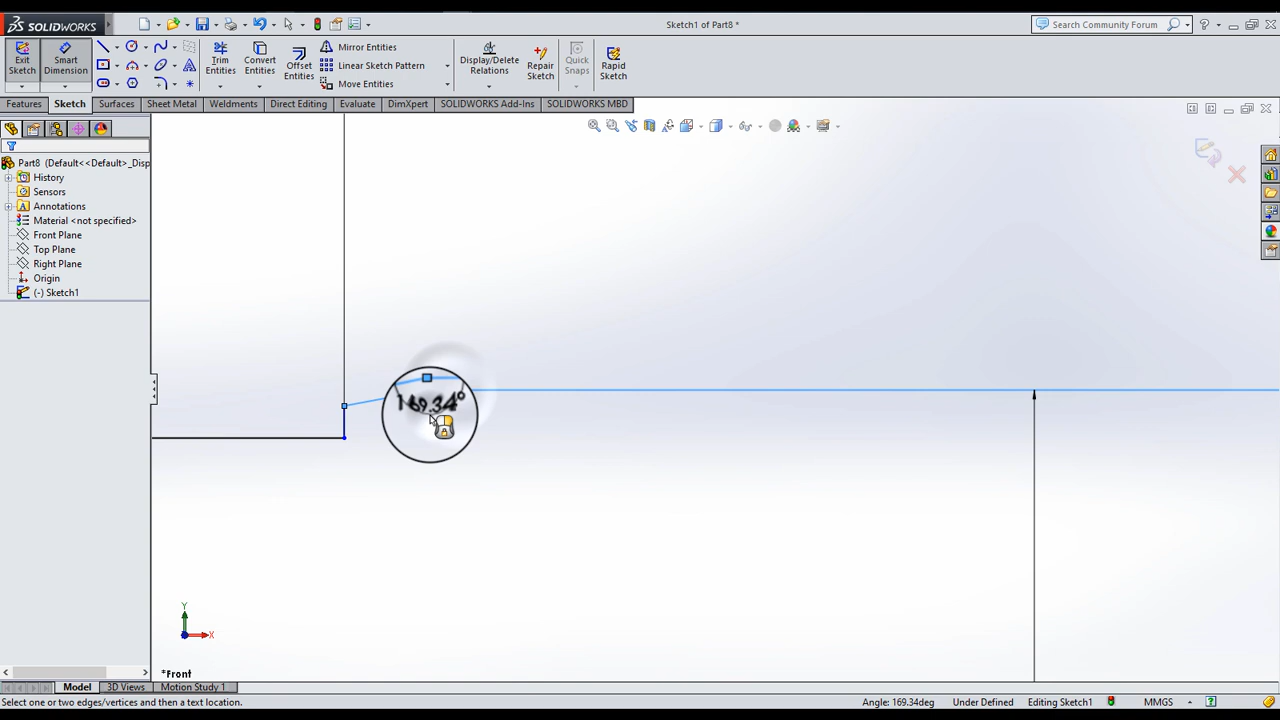 SOLIDWORKS
Sketch1 of Part8 *
Search Community Forum
Exit Sketch
Smart Dimension
Trim Entities
Convert Entities
Offset Entities
Mirror Entities
Linear Sketch Pattern
Move Entities
Display/Delete Relations
Repair Sketch
Quick Snaps
Rapid Sketch
Features Sketch Surfaces Sheet Metal Weldments Direct Editing Evaluate DimXpert SOLIDWORKS Add-Ins SOLIDWORKS MBD
Part8 (Default<<Default>_Disp
History
Sensors
Annotations
Material <not specified>
Front Plane
Top Plane
Right Plane
Origin
(-) Sketch1
169.34°
Y
X
*Front
Model 3D Views Motion Study 1
Select one or two edges/vertices and then a text location. Angle: 169.34deg Under Defined Editing Sketch1 MMGS